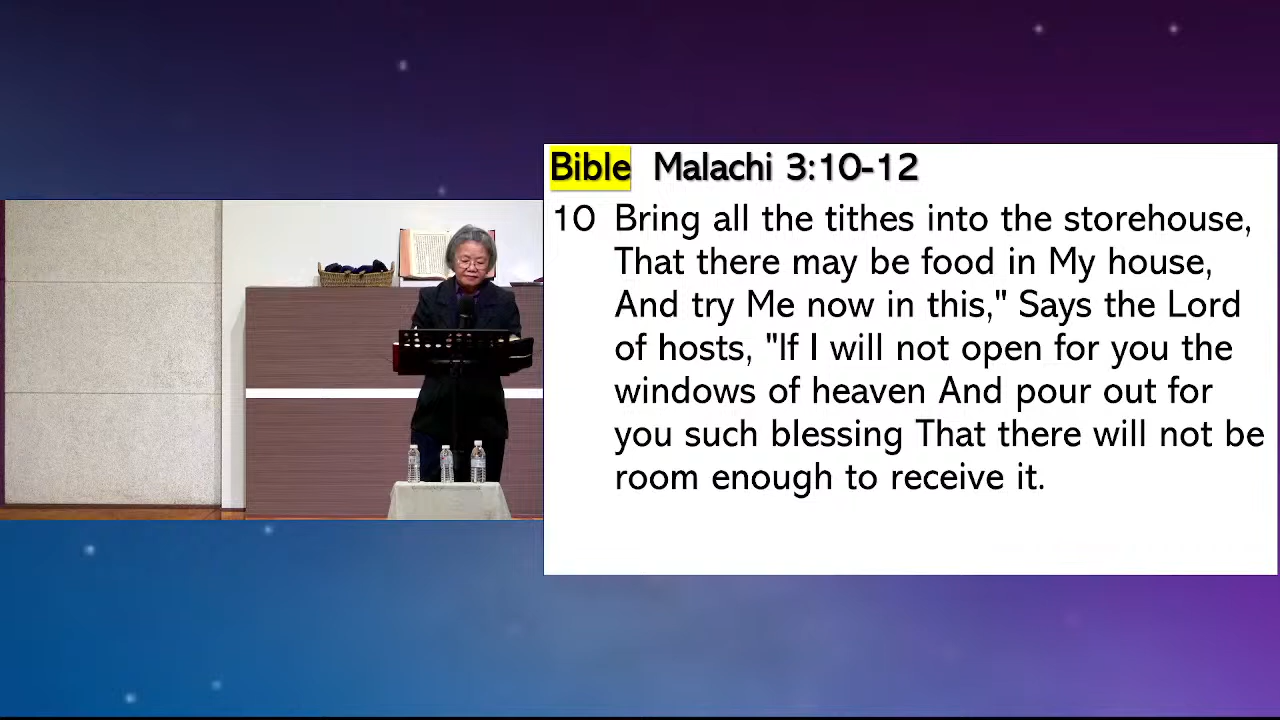 Bible Malachi 3:10-12
10 Bring all the tithes into the storehouse,
That there may be food in My house,
And try Me now in this," Says the Lord
of hosts, "If I will not open for you the
windows of heaven And pour out for
you such blessing That there will not be
room enough to receive it.